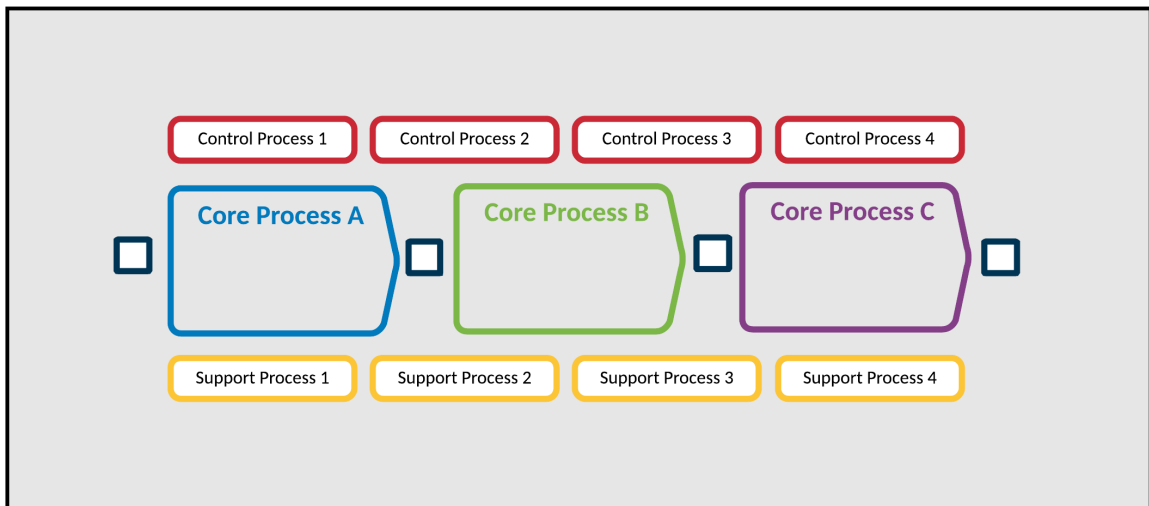 Control Process 1
Control Process 2
Control Process 3
Control Process 4
Core Process A
Core Process B
Core Process C
Support Process 1
Support Process 2
Support Process 3
Support Process 4